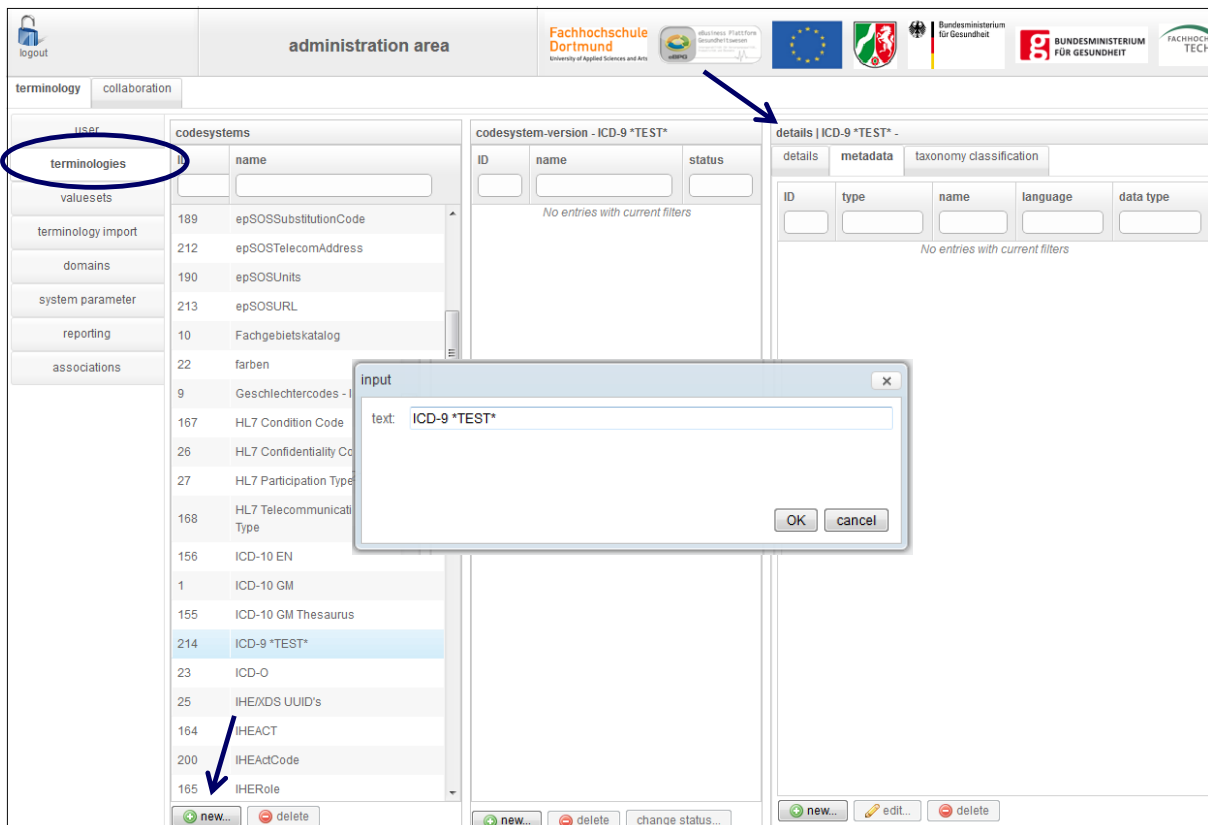 logout
administration area
Fachhochschule
Dortmund
University of Applied Sciences and Arts
eBusiness Plattform
Gesundheitswesen
eBPG
Bundesministerium
für Gesundheit
BUNDESMINISTERIUM
FÜR GESUNDHEIT
FACHHOCH
TECH
terminology collaboration
user
terminologies
valuesets
terminology import
domains
system parameter
reporting
associations
codesystems
ID name
189 epSOSSubstitutionCode
212 epSOSTelecomAddress
190 epSOSUnits
213 epSOSURL
10 Fachgebietskatalog
22 farben
9 Geschlechtercodes - I
167 HL7 Condition Code
26 HL7 Confidentiality Co
27 HL7 Participation Type
168 HL7 Telecommunicati
Type
156 ICD-10 EN
1 ICD-10 GM
155 ICD-10 GM Thesaurus
214 ICD-9 *TEST*
23 ICD-O
25 IHE/XDS UUID's
164 IHEACT
200 IHEActCode
165 IHERole
new... delete
codesystem-version - ICD-9 *TEST*
ID name status
No entries with current filters
new... delete change status...
details | ICD-9 *TEST* -
details metadata taxonomy classification
ID type name language data type
No entries with current filters
new... edit... delete
input
text: ICD-9 *TEST*
OK cancel